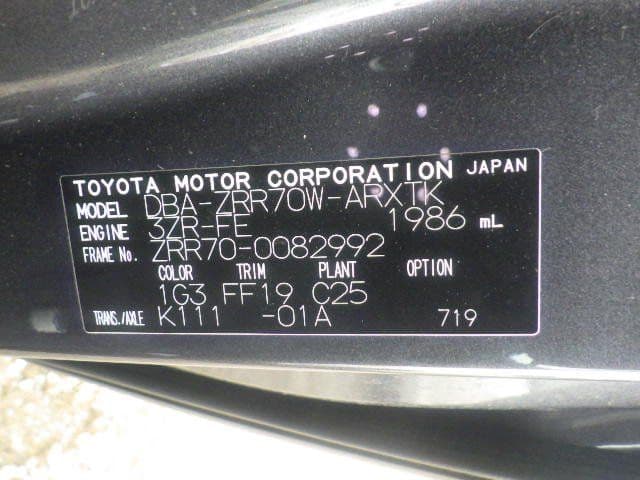 TOYOTA MOTOR CORPORATION JAPAN
MODEL DBA-ZRR70W-ARXTK
ENGINE 3ZR-FE 1986 mL
FRAME No. ZRR70-0082992
COLOR TRIM PLANT OPTION
1G3 FF19 C25
TRANS./AXLE K111 -01A 719